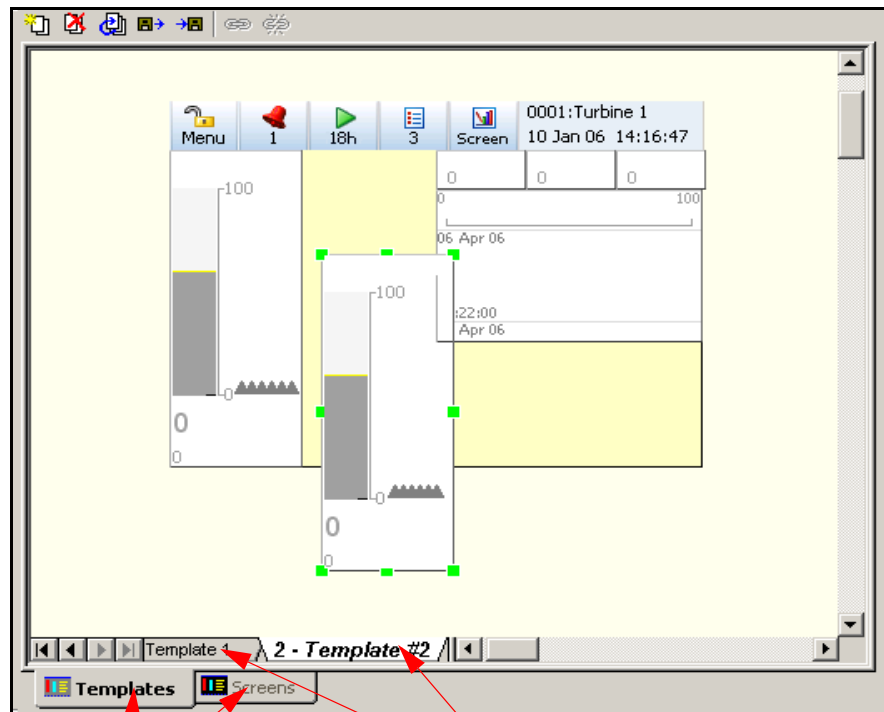 Menu 1 18h 3 Screen 0001:Turbine 1
10 Jan 06 14:16:47
100
0 0 0
0 100
06 Apr 06
100
:22:00
Apr 06
0
0
0
0
0
0
Template 1 2 - Template #2
Templates Screens